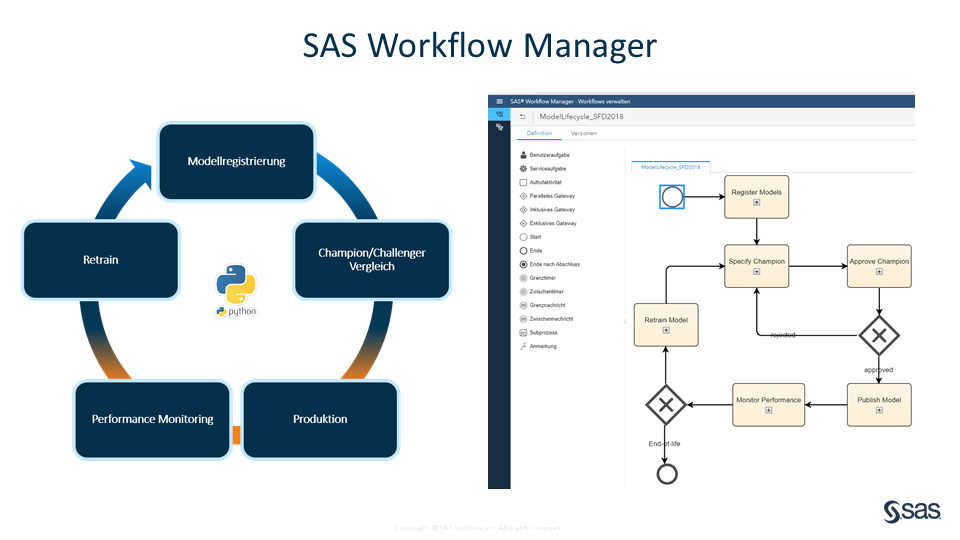 SAS Workflow Manager
Modellregistrierung
Champion/Challenger
Vergleich
Produktion
Performance Monitoring
Retrain
python
SAS® Workflow Manager - Workflows verwalten
ModelLifecycle_SFD2018
Definition
Versionen
Benutzeraufgabe
Serviceaufgabe
Aufrufaktivität
Paralleles Gateway
Inklusives Gateway
Exklusives Gateway
Start
Ende
Ende nach Abschluss
Grenztimer
Zwischentimer
Grenznachricht
Zwischennachricht
Subprozess
Anmerkung
ModelLifecycle_SFD2018
Register Models
Specify Champion
Approve Champion
Retrain Model
rejected
approved
Monitor Performance
Publish Model
End-of-life
Copyright © SAS Institute Inc. All rights reserved.
sas